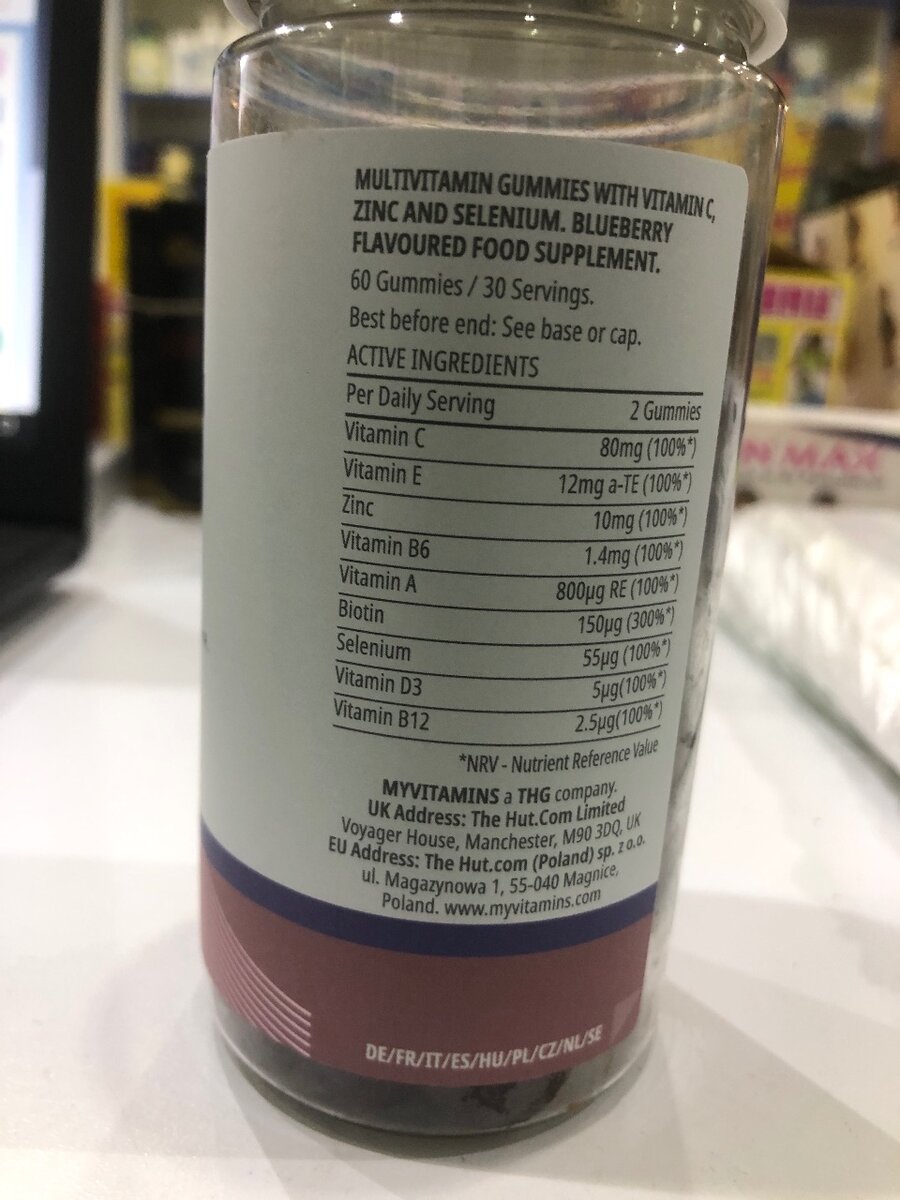 MULTIVITAMIN GUMMIES WITH VITAMIN C,
ZINC AND SELENIUM. BLUEBERRY
FLAVOURED FOOD SUPPLEMENT.
60 Gummies / 30 Servings.
Best before end: See base or cap.
ACTIVE INGREDIENTS
Per Daily Serving 2 Gummies
Vitamin C 80mg (100%*)
Vitamin E 12mg a-TE (100%*)
Zinc 10mg (100%*)
Vitamin B6 1.4mg (100%*)
Vitamin A 800µg RE (100%*)
Biotin 150µg (300%*)
Selenium 55µg (100%*)
Vitamin D3 5µg(100%*)
Vitamin B12 2.5µg(100%*)
*NRV - Nutrient Reference Value
MYVITAMINS a THG company.
UK Address: The Hut.Com Limited
Voyager House, Manchester, M90 3DQ, UK
EU Address: The Hut.com (Poland) sp. z o.o.
ul. Magazynowa 1, 55-040 Magnice,
Poland. www.myvitamins.com
DE/FR/IT/ES/HU/PL/CZ/NL/SE
MAX